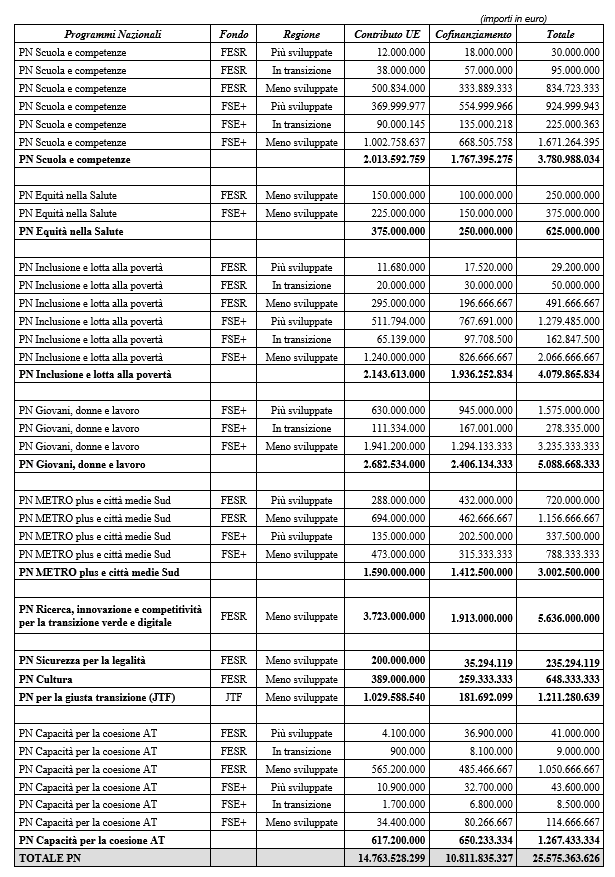 (importi in euro)
Programmi Nazionali Fondo Regione Contributo UE Cofinanziamento Totale
PN Scuola e competenze FESR Più sviluppate 12.000.000 18.000.000 30.000.000
PN Scuola e competenze FESR In transizione 38.000.000 57.000.000 95.000.000
PN Scuola e competenze FESR Meno sviluppate 500.834.000 333.889.333 834.723.333
PN Scuola e competenze FSE+ Più sviluppate 369.999.977 554.999.966 924.999.943
PN Scuola e competenze FSE+ In transizione 90.000.145 135.000.218 225.000.363
PN Scuola e competenze FSE+ Meno sviluppate 1.002.758.637 668.505.758 1.671.264.395
PN Scuola e competenze 2.013.592.759 1.767.395.275 3.780.988.034
PN Equità nella Salute FESR Meno sviluppate 150.000.000 100.000.000 250.000.000
PN Equità nella Salute FSE+ Meno sviluppate 225.000.000 150.000.000 375.000.000
PN Equità nella Salute 375.000.000 250.000.000 625.000.000
PN Inclusione e lotta alla povertà FESR Più sviluppate 11.680.000 17.520.000 29.200.000
PN Inclusione e lotta alla povertà FESR In transizione 20.000.000 30.000.000 50.000.000
PN Inclusione e lotta alla povertà FESR Meno sviluppate 295.000.000 196.666.667 491.666.667
PN Inclusione e lotta alla povertà FSE+ Più sviluppate 511.794.000 767.691.000 1.279.485.000
PN Inclusione e lotta alla povertà FSE+ In transizione 65.139.000 97.708.500 162.847.500
PN Inclusione e lotta alla povertà FSE+ Meno sviluppate 1.240.000.000 826.666.667 2.066.666.667
PN Inclusione e lotta alla povertà 2.143.613.000 1.936.252.834 4.079.865.834
PN Giovani, donne e lavoro FSE+ Più sviluppate 630.000.000 945.000.000 1.575.000.000
PN Giovani, donne e lavoro FSE+ In transizione 111.334.000 167.001.000 278.335.000
PN Giovani, donne e lavoro FSE+ Meno sviluppate 1.941.200.000 1.294.133.333 3.235.333.333
PN Giovani, donne e lavoro 2.682.534.000 2.406.134.333 5.088.668.333
PN METRO plus e città medie Sud FESR Più sviluppate 288.000.000 432.000.000 720.000.000
PN METRO plus e città medie Sud FESR Meno sviluppate 694.000.000 462.666.667 1.156.666.667
PN METRO plus e città medie Sud FSE+ Più sviluppate 135.000.000 202.500.000 337.500.000
PN METRO plus e città medie Sud FSE+ Meno sviluppate 473.000.000 315.333.333 788.333.333
PN METRO plus e città medie Sud 1.590.000.000 1.412.500.000 3.002.500.000
PN Ricerca, innovazione e competitività
per la transizione verde e digitale FESR Meno sviluppate 3.723.000.000 1.913.000.000 5.636.000.000
PN Sicurezza per la legalità FESR Meno sviluppate 200.000.000 35.294.119 235.294.119
PN Cultura FESR Meno sviluppate 389.000.000 259.333.333 648.333.333
PN per la giusta transizione (JTF) JTF Meno sviluppate 1.029.588.540 181.692.099 1.211.280.639
PN Capacità per la coesione AT FESR Più sviluppate 4.100.000 36.900.000 41.000.000
PN Capacità per la coesione AT FESR In transizione 900.000 8.100.000 9.000.000
PN Capacità per la coesione AT FESR Meno sviluppate 565.200.000 485.466.667 1.050.666.667
PN Capacità per la coesione AT FSE+ Più sviluppate 10.900.000 32.700.000 43.600.000
PN Capacità per la coesione AT FSE+ In transizione 1.700.000 6.800.000 8.500.000
PN Capacità per la coesione AT FSE+ Meno sviluppate 34.400.000 80.266.667 114.666.667
PN Capacità per la coesione AT 617.200.000 650.233.334 1.267.433.334
TOTALE PN 14.763.528.299 10.811.835.327 25.575.363.626